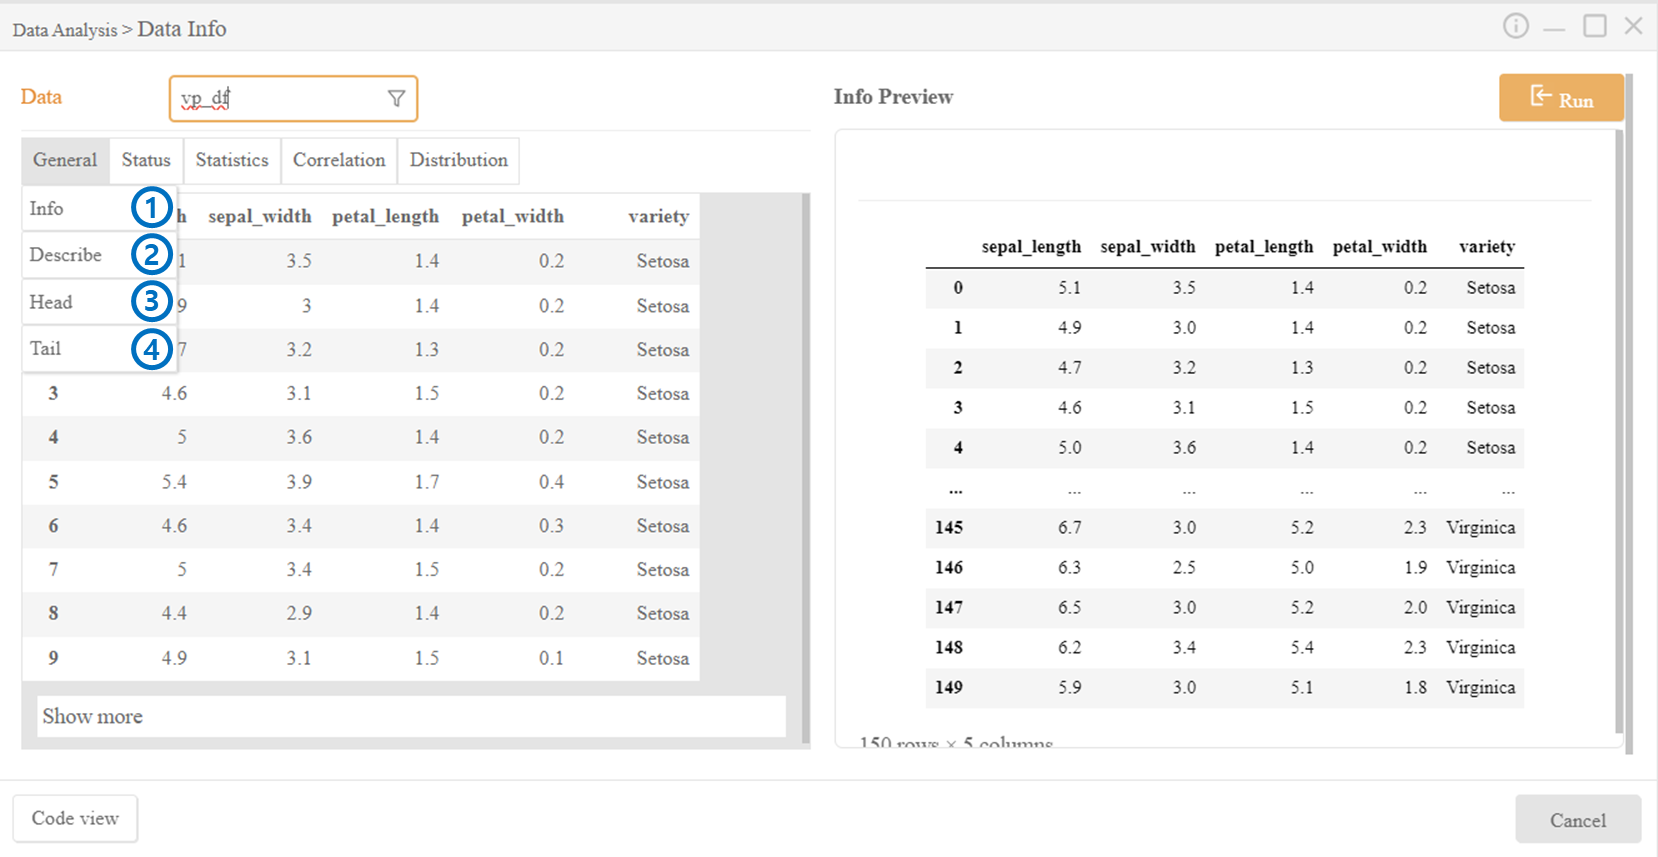 Data Analysis > Data Info
Data
vp_df
General Status Statistics Correlation Distribution
Info 1
Describe 2
Head 3
Tail 4
h sepal_width petal_length petal_width variety
1 3.5 1.4 0.2 Setosa
9 3 1.4 0.2 Setosa
7 3.2 1.3 0.2 Setosa
3 4.6 3.1 1.5 0.2 Setosa
4 5 3.6 1.4 0.2 Setosa
5 5.4 3.9 1.7 0.4 Setosa
6 4.6 3.4 1.4 0.3 Setosa
7 5 3.4 1.5 0.2 Setosa
8 4.4 2.9 1.4 0.2 Setosa
9 4.9 3.1 1.5 0.1 Setosa
Show more
Info Preview
Run
sepal_length sepal_width petal_length petal_width variety
0 5.1 3.5 1.4 0.2 Setosa
1 4.9 3.0 1.4 0.2 Setosa
2 4.7 3.2 1.3 0.2 Setosa
3 4.6 3.1 1.5 0.2 Setosa
4 5.0 3.6 1.4 0.2 Setosa
... ... ... ... ... ...
145 6.7 3.0 5.2 2.3 Virginica
146 6.3 2.5 5.0 1.9 Virginica
147 6.5 3.0 5.2 2.0 Virginica
148 6.2 3.4 5.4 2.3 Virginica
149 5.9 3.0 5.1 1.8 Virginica
150 rows × 5 columns
Code view
Cancel